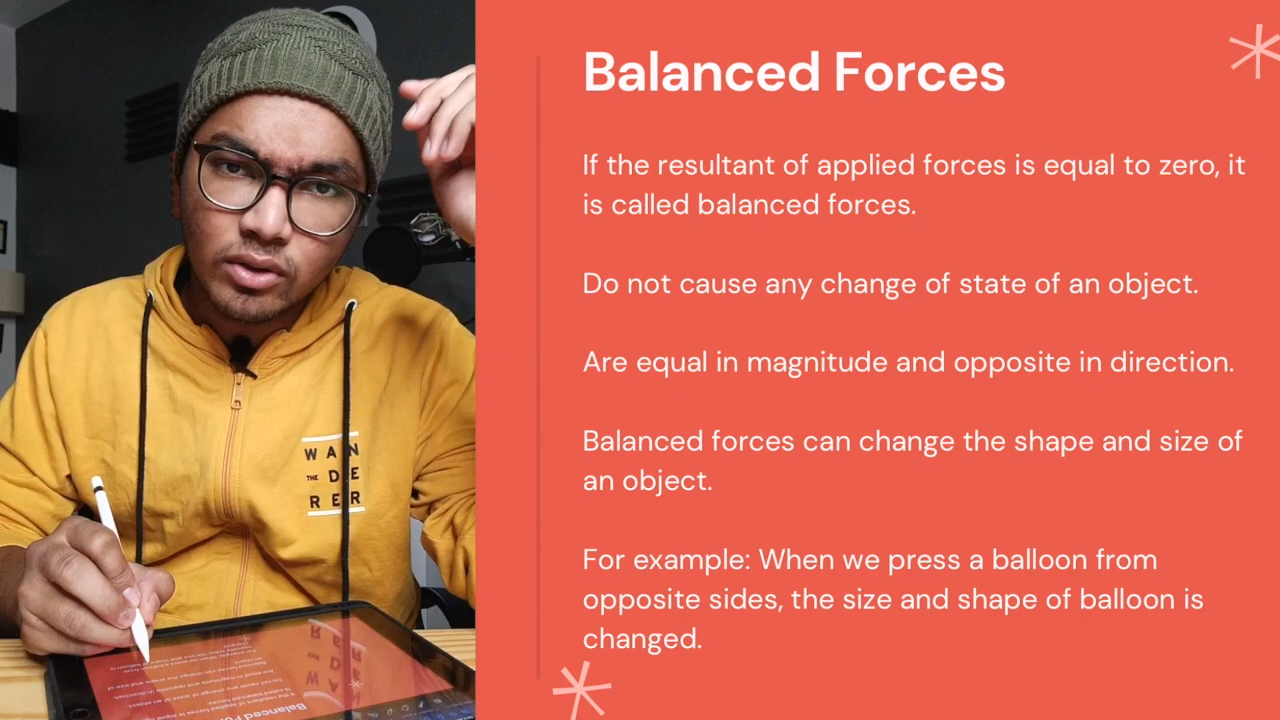 Balanced Forces
If the resultant of applied forces is equal to zero, it
is called balanced forces.
Do not cause any change of state of an object.
Are equal in magnitude and opposite in direction.
Balanced forces can change the shape and size of
an object.
For example: When we press a balloon from
opposite sides, the size and shape of balloon is
changed.
WAN
THE DE
RER
Balanced